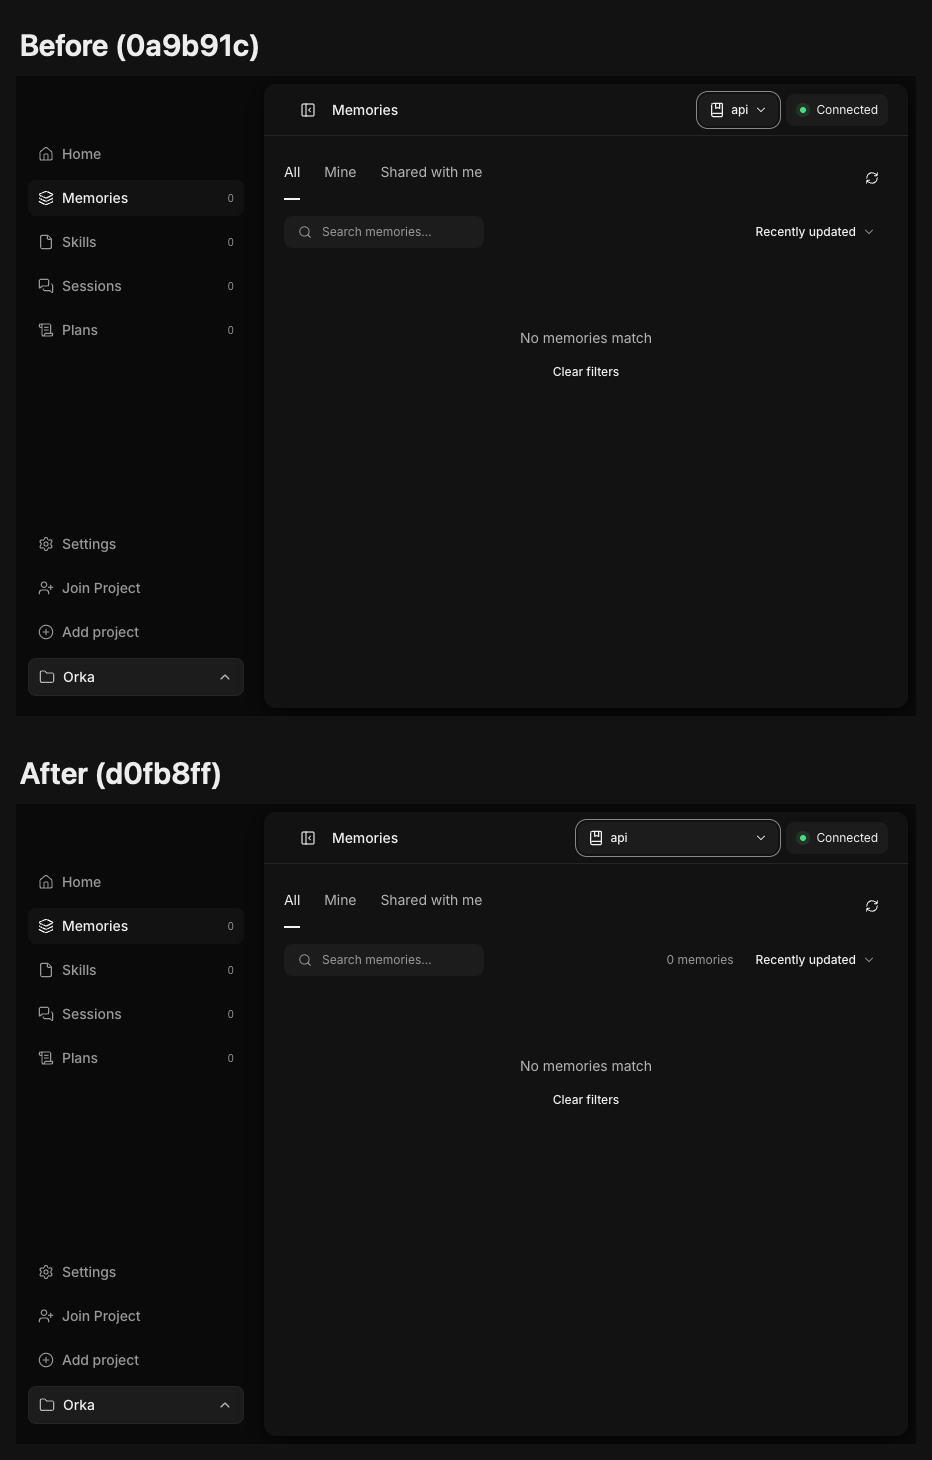 Before (0a9b91c)
Memories
api
Connected
Home
Memories 0
Skills 0
Sessions 0
Plans 0
All Mine Shared with me
Search memories...
Recently updated
No memories match
Clear filters
Settings
Join Project
Add project
Orka
After (d0fb8ff)
Memories
api
Connected
Home
Memories 0
Skills 0
Sessions 0
Plans 0
All Mine Shared with me
Search memories...
0 memories
Recently updated
No memories match
Clear filters
Settings
Join Project
Add project
Orka